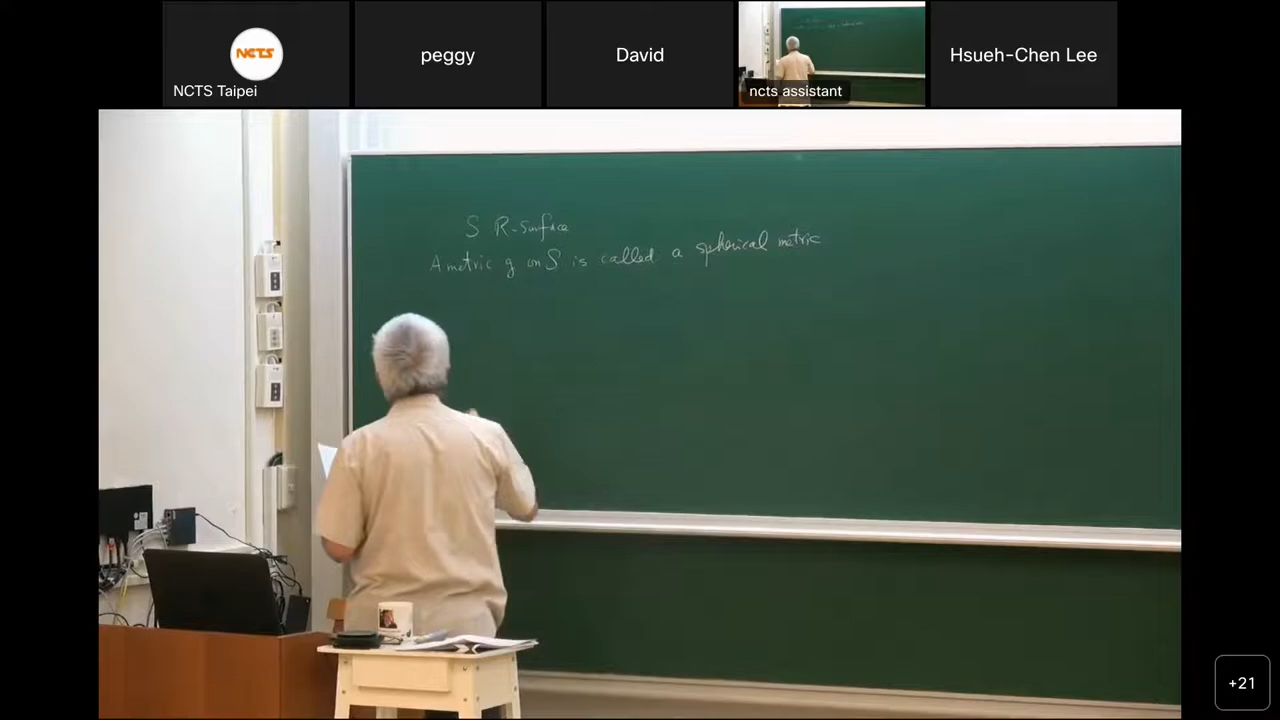 NCTS
NCTS Taipei
peggy
David
ncts assistant
Hsueh-Chen Lee
S R-surface
A metric g on S is called a spherical metric
+21